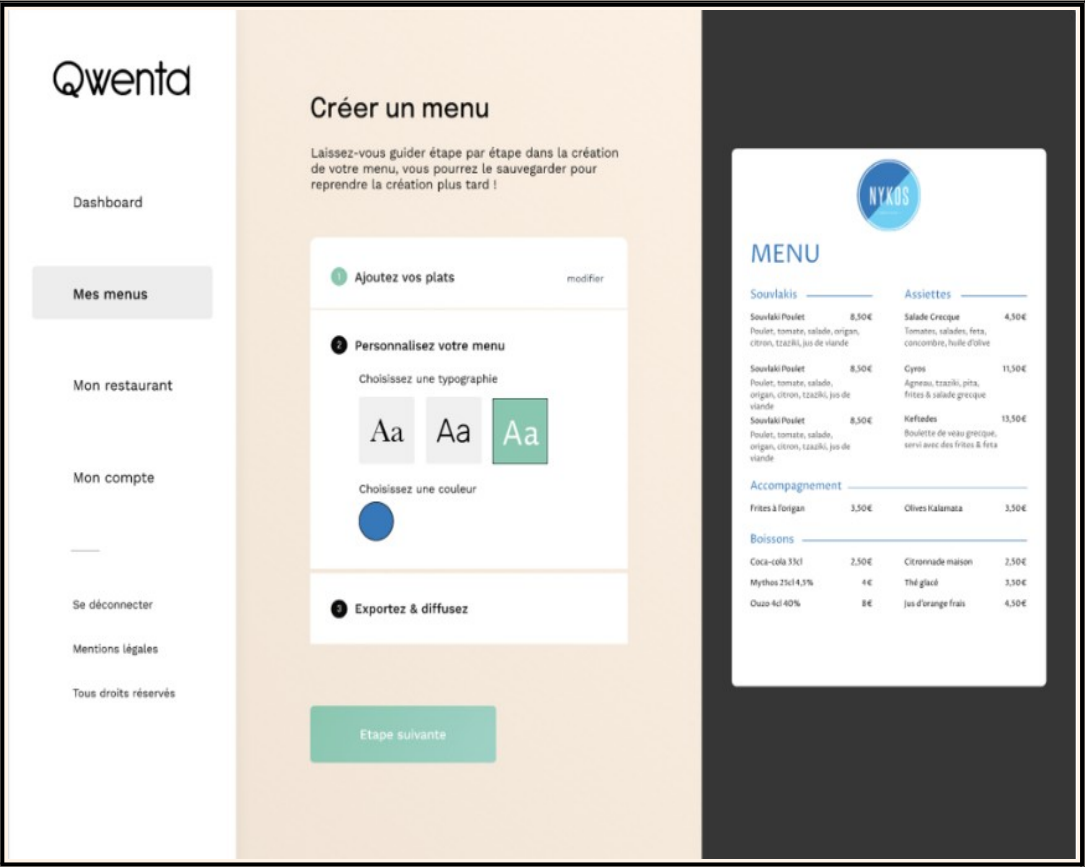 Qwenta
Dashboard
Mes menus
Mon restaurant
Mon compte
Se déconnecter
Mentions légales
Tous droits réservés
Créer un menu
Laissez-vous guider étape par étape dans la création
de votre menu, vous pourrez le sauvegarder pour
reprendre la création plus tard !
1 Ajoutez vos plats modifier
2 Personnalisez votre menu
Choisissez une typographie
Aa Aa Aa
Choisissez une couleur
3 Exportez & diffusez
Etape suivante
NYKOS
MENU
Souvlakis
Souvlaki Poulet 8,50€
Poulet, tomate, salade, origan,
citron, tzaziki, jus de viande
Souvlaki Poulet 8,50€
Poulet, tomate, salade,
origan, citron, tzaziki, jus de
viande
Souvlaki Poulet 8,50€
Poulet, tomate, salade,
origan, citron, tzaziki, jus de
viande
Assiettes
Salade Grecque 4,50€
Tomates, salades, feta,
concombre, huile d'olive
Gyros 11,50€
Agneau, tzaziki, pita,
frites & salade grecque
Keftedes 13,50€
Boulette de veau grecque,
servi avec des frites & feta
Accompagnement
Frites à l'origan 3,50€ Olives Kalamata 3,50€
Boissons
Coca-cola 33cl 2,50€ Citronnade maison 2,50€
Mythos 25cl 4,5% 4€ Thé glacé 3,50€
Ouzo 4cl 40% 8€ Jus d'orange frais 4,50€